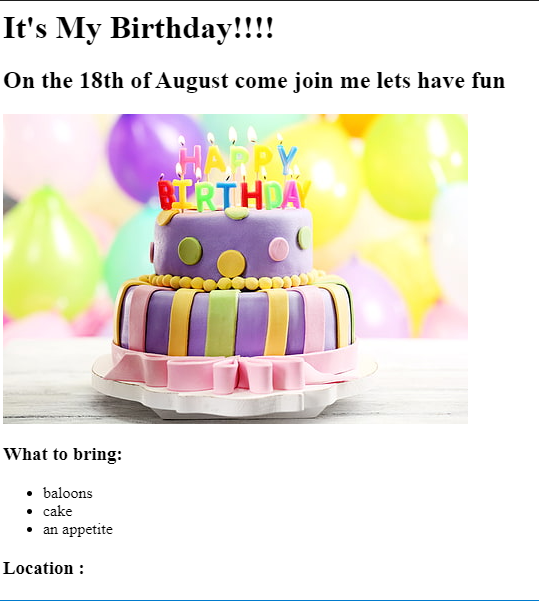 It's My Birthday!!!!
On the 18th of August come join me lets have fun
HAPPY
BIRTHDAY
What to bring:
baloons
cake
an appetite
Location :